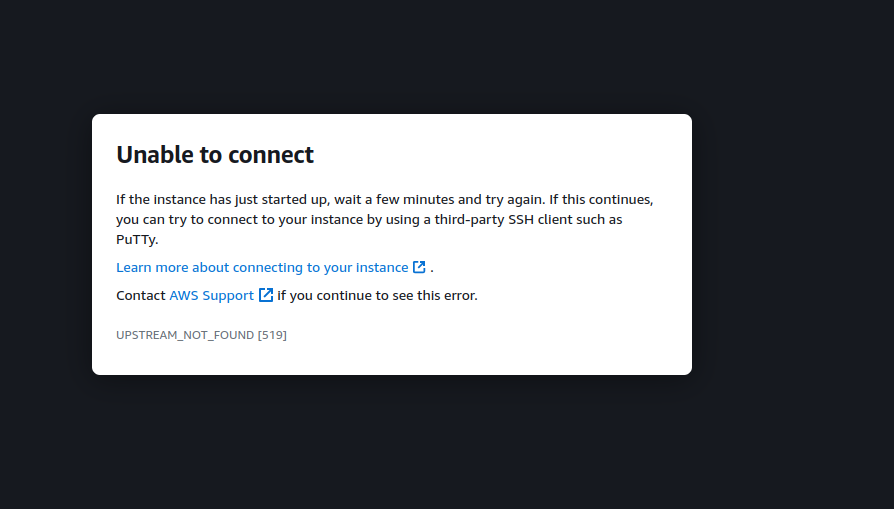 Unable to connect
If the instance has just started up, wait a few minutes and try again. If this continues,
you can try to connect to your instance by using a third-party SSH client such as
PuTTy.
Learn more about connecting to your instance .
Contact AWS Support if you continue to see this error.
UPSTREAM_NOT_FOUND [519]